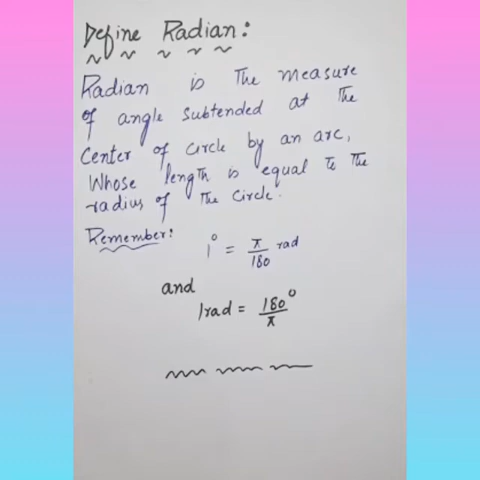 Define Radian:
Radian is the measure
of angle subtended at the
Center of circle by an arc,
Whose length is equal to the
radius of the circle.
Remember:
1° = π/180 rad
and
1rad = 180°/π